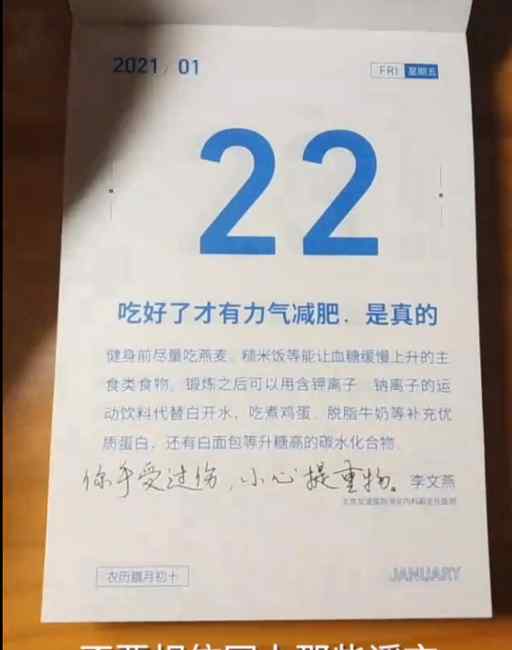 2021/01
FRI 星期五
22
吃好了才有力气减肥，是真的
健身前尽量吃燕麦、糙米饭等能让血糖缓慢上升的主
食类食物。锻炼之后可以用含钾离子、钠离子的运
动饮料代替白开水，吃煮鸡蛋、脱脂牛奶等补充优
质蛋白，还有白面包等升糖高的碳水化合物。
你手受过伤，小心提重物。
李文燕
农历腊月初十
JANUARY